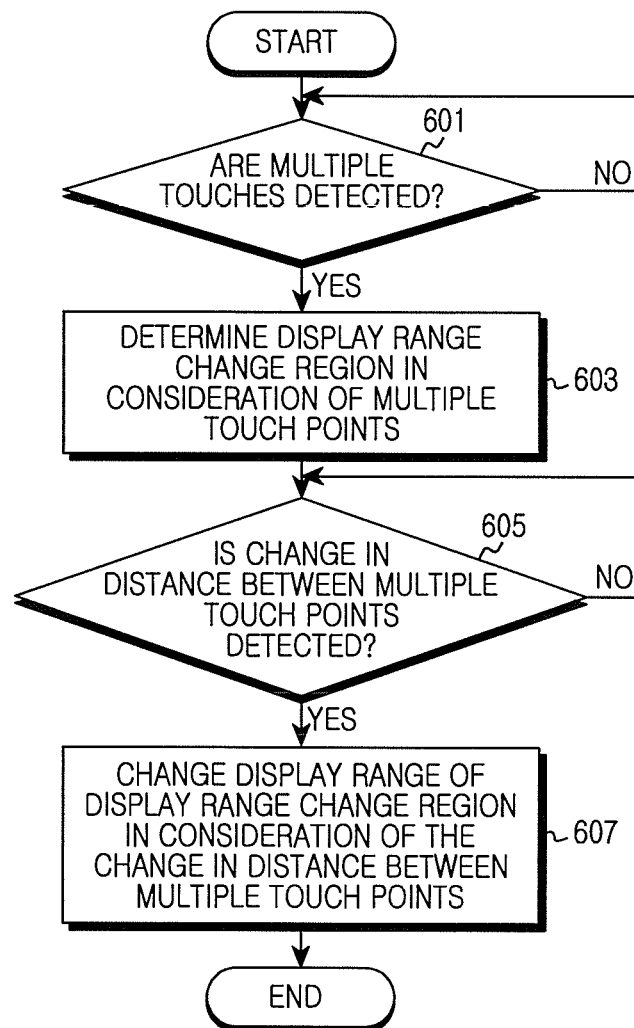 START
601
ARE MULTIPLE
TOUCHES DETECTED?
NO
YES
DETERMINE DISPLAY RANGE
CHANGE REGION IN
CONSIDERATION OF MULTIPLE
TOUCH POINTS
603
605
IS CHANGE IN
DISTANCE BETWEEN MULTIPLE
TOUCH POINTS
DETECTED?
NO
YES
CHANGE DISPLAY RANGE OF
DISPLAY RANGE CHANGE REGION
IN CONSIDERATION OF THE
CHANGE IN DISTANCE BETWEEN
MULTIPLE TOUCH POINTS
607
END